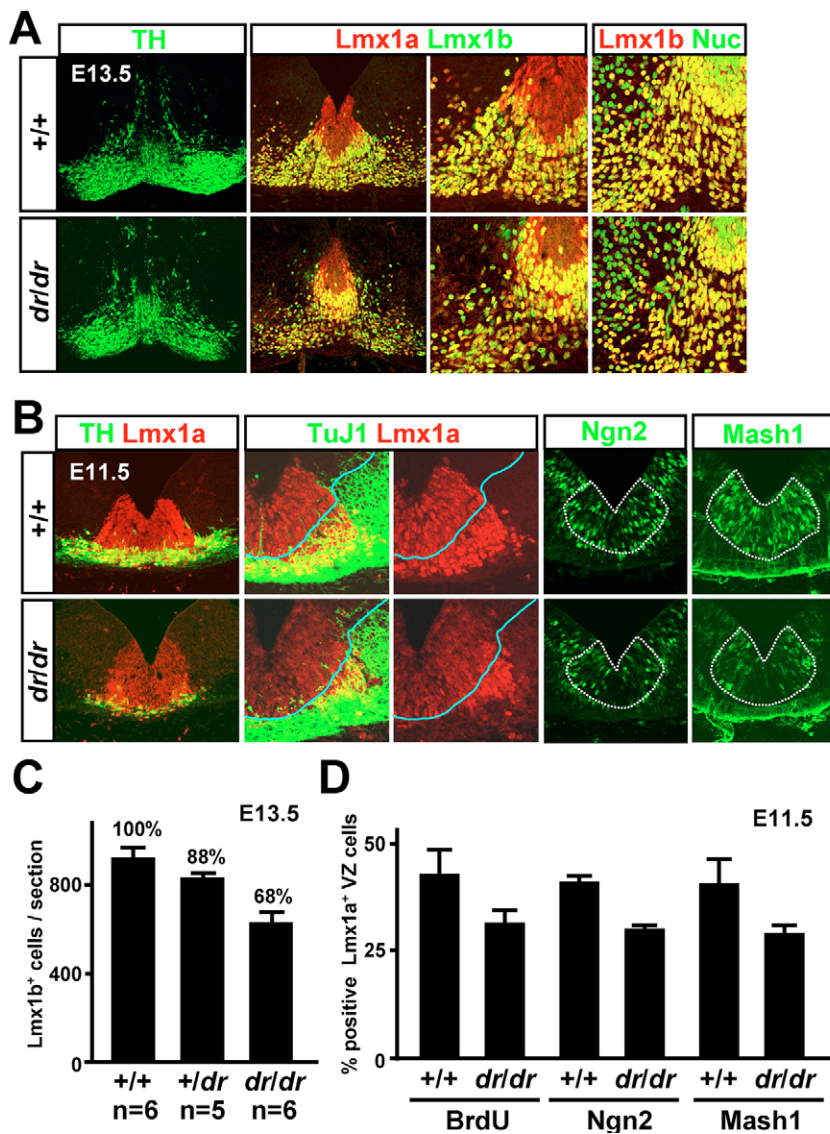 A
TH
Lmx1a Lmx1b
Lmx1b Nuc
E13.5
+/+
dr/dr
B
TH Lmx1a
TuJ1 Lmx1a
Ngn2
Mash1
E11.5
+/+
dr/dr
C
E13.5
100%
88%
68%
Lmx1b+ cells / section
800
400
0
+/+
+/dr
dr/dr
n=6
n=5
n=6
D
E11.5
% positive Lmx1a+ VZ cells
50
25
0
+/+ dr/dr +/+ dr/dr +/+ dr/dr
BrdU
Ngn2
Mash1